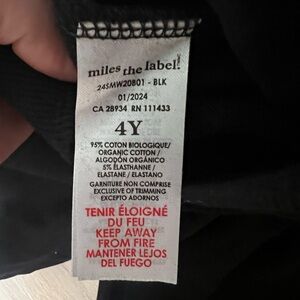 miles the label.
24SMW20801 - BLK
01/2024
CA 28934 RN 111433
4Y
95% COTON BIOLOGIQUE/
ORGANIC COTTON /
ALGODÓN ORGÁNICO
5% ÉLASTHANNE /
ELASTANE / ELASTANO
GARNITURE NON COMPRISE
EXCLUSIVE OF TRIMMING
EXCEPTO ADORNOS
TENIR ÉLOIGNÉ
DU FEU
KEEP AWAY
FROM FIRE
MANTENER LEJOS
DEL FUEGO